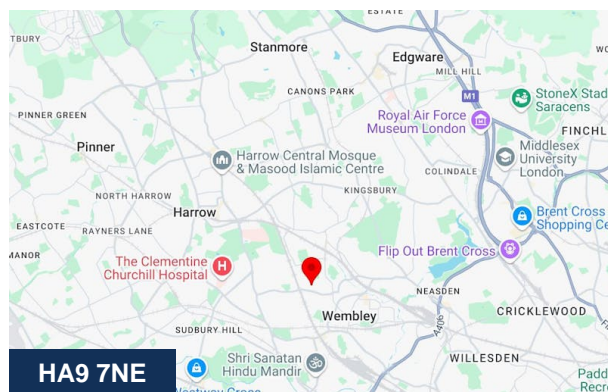 ESTATE
TBURY
Stanmore
Edgware
MILL HILL
CANONS PARK
M1
StoneX Stad
Saracens
PINNER GREEN
Royal Air Force
Museum London
FINCHL
Pinner
Harrow Central Mosque
& Masood Islamic Centre
COLINDALE
Middlesex
University
London
KINGSBURY
NORTH HARROW
Harrow
Brent Cross
Shopping Ce
EASTCOTE
RAYNERS LANE
Flip Out Brent Cross
MANOR
The Clementine
Churchill Hospital
H
NEASDEN
CRICKLEWOOD
Wembley
A406
SUDBURY HILL
WILLESDEN
HA9 7NE
Shri Sanatan
Hindu Mandir
Padd
Recre